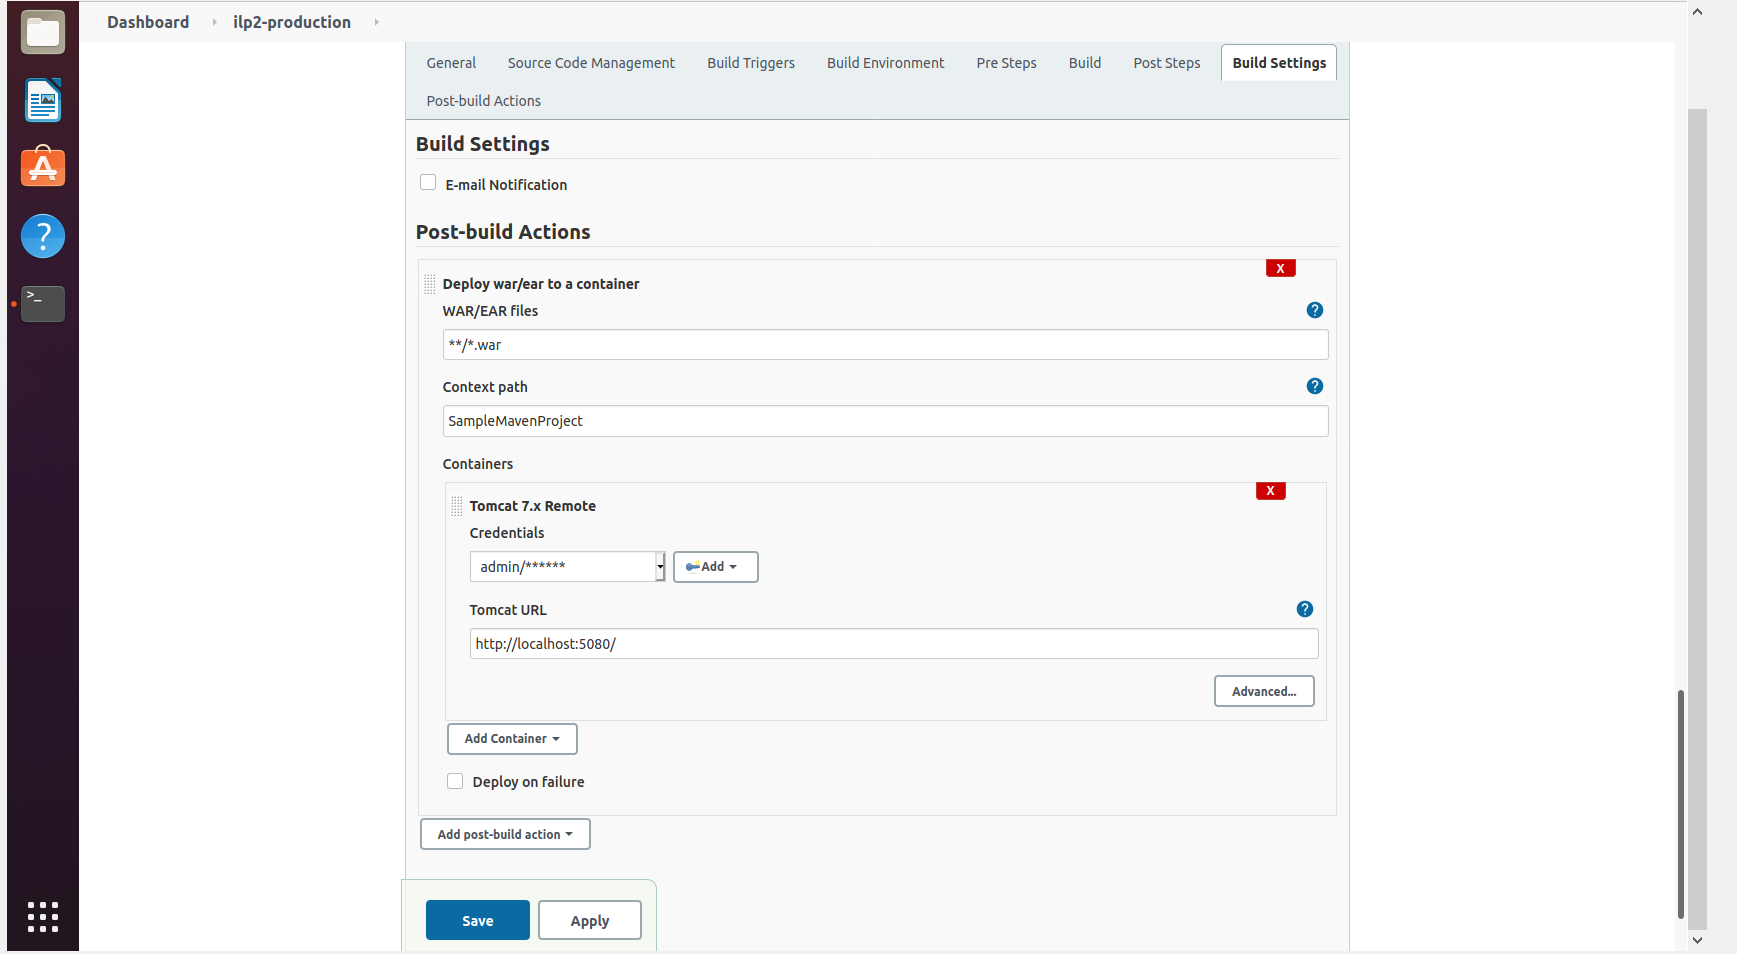 Dashboard ilp2-production
General Source Code Management Build Triggers Build Environment Pre Steps Build Post Steps Build Settings
Post-build Actions
Build Settings
E-mail Notification
Post-build Actions
X
Deploy war/ear to a container
WAR/EAR files ?
**/*.war
Context path ?
SampleMavenProject
Containers
X
Tomcat 7.x Remote
Credentials
admin/****** Add
Tomcat URL ?
http://localhost:5080/
Advanced...
Add Container
Deploy on failure
Add post-build action
Save Apply